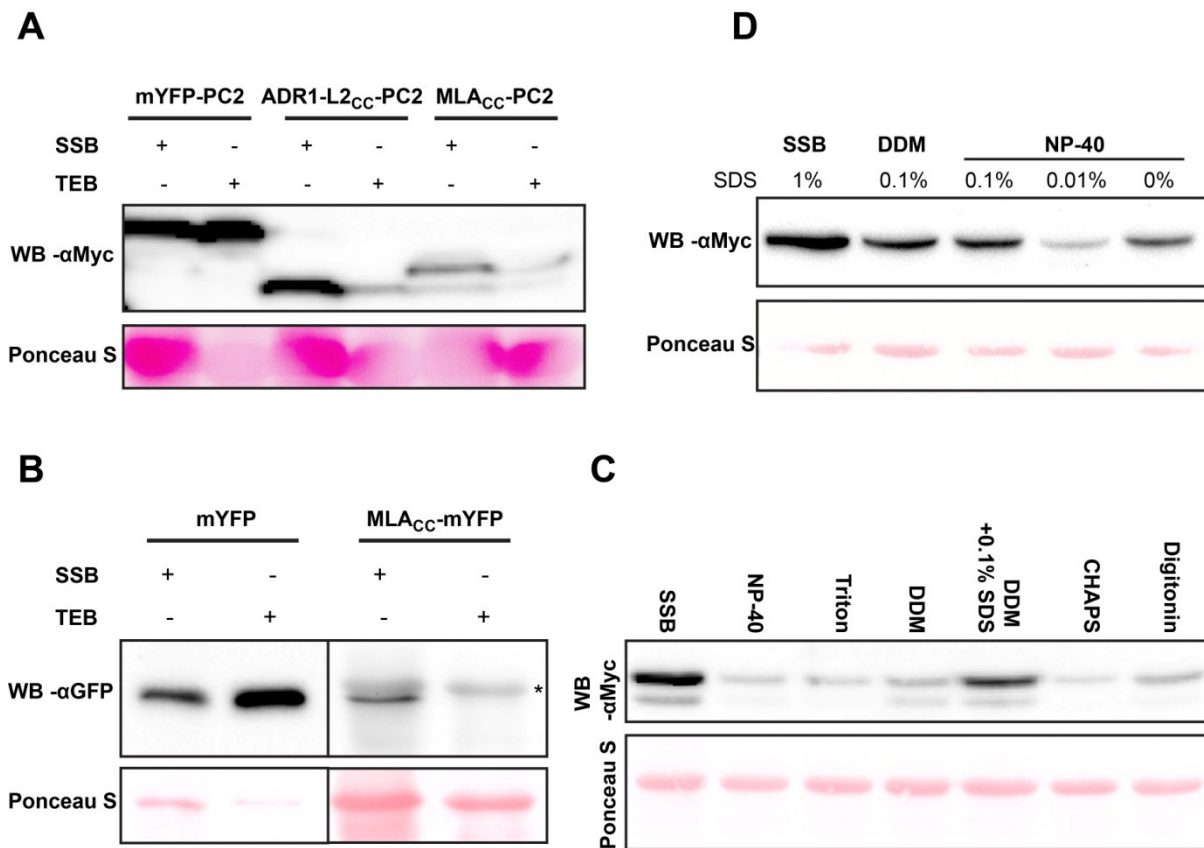 A
mYFP-PC2 ADR1-L2CC-PC2 MLACC-PC2
SSB + - + - + -
TEB - + - + - +
WB -αMyc
Ponceau S
D
SSB DDM NP-40
SDS 1% 0.1% 0.1% 0.01% 0%
WB -αMyc
Ponceau S
B
mYFP MLACC-mYFP
SSB + - + -
TEB - + - +
WB -αGFP *
Ponceau S
C
SSB
NP-40
Triton
DDM
DDM
+0.1% SDS
CHAPS
Digitonin
WB
-αMyc
Ponceau S